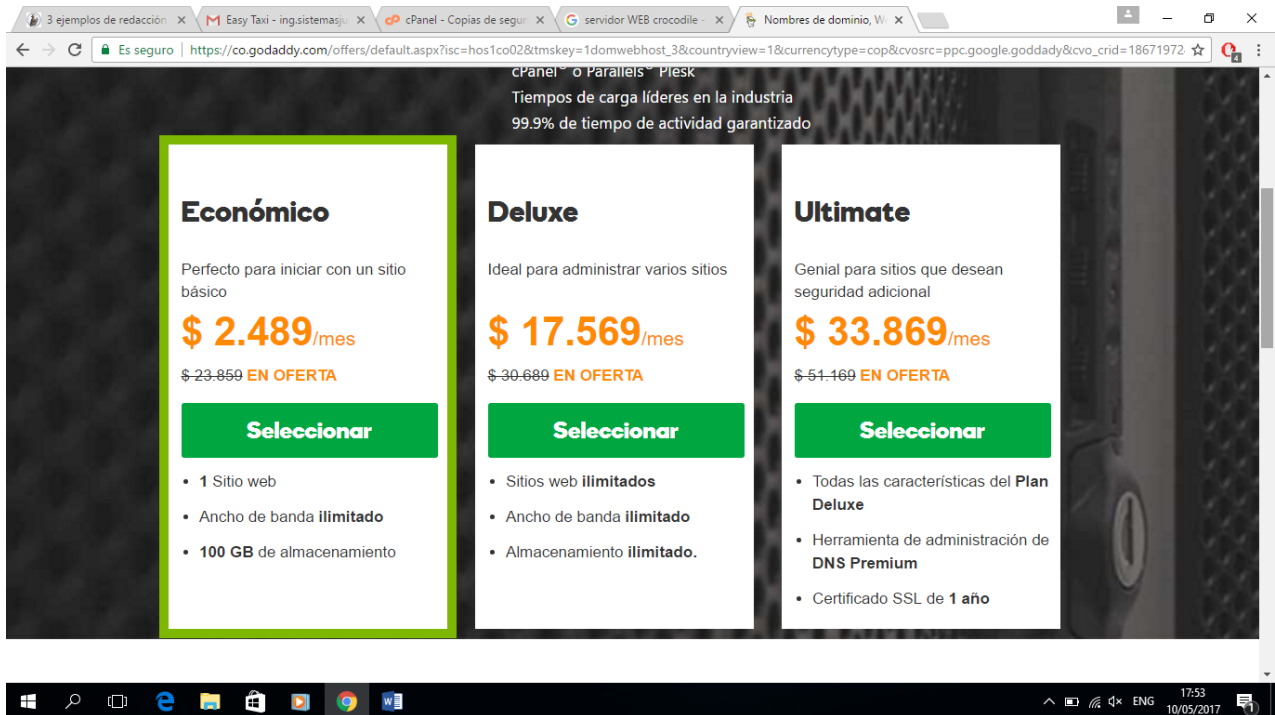 3 ejemplos de redacción
Easy Taxi - ing.sistemasju
cPanel - Copias de segur
servidor WEB crocodile -
Nombres de dominio, W
Es seguro | https://co.godaddy.com/offers/default.aspx?isc=hos1co02&tmskey=1domwebhost_3&countryview=1&currencytype=cop&cvosrc=ppc.google.goddady&cvo_crid=18671972
4
cPanel® o Parallels® Plesk
Tiempos de carga líderes en la industria
99.9% de tiempo de actividad garantizado
Económico
Perfecto para iniciar con un sitio
básico
$ 2.489/mes
$ 23.859 EN OFERTA
Seleccionar
• 1 Sitio web
• Ancho de banda ilimitado
• 100 GB de almacenamiento
Deluxe
Ideal para administrar varios sitios
$ 17.569/mes
$ 30.689 EN OFERTA
Seleccionar
• Sitios web ilimitados
• Ancho de banda ilimitado
• Almacenamiento ilimitado.
Ultimate
Genial para sitios que desean
seguridad adicional
$ 33.869/mes
$ 51.169 EN OFERTA
Seleccionar
• Todas las características del Plan
Deluxe
• Herramienta de administración de
DNS Premium
• Certificado SSL de 1 año
ENG
17:53
10/05/2017
1